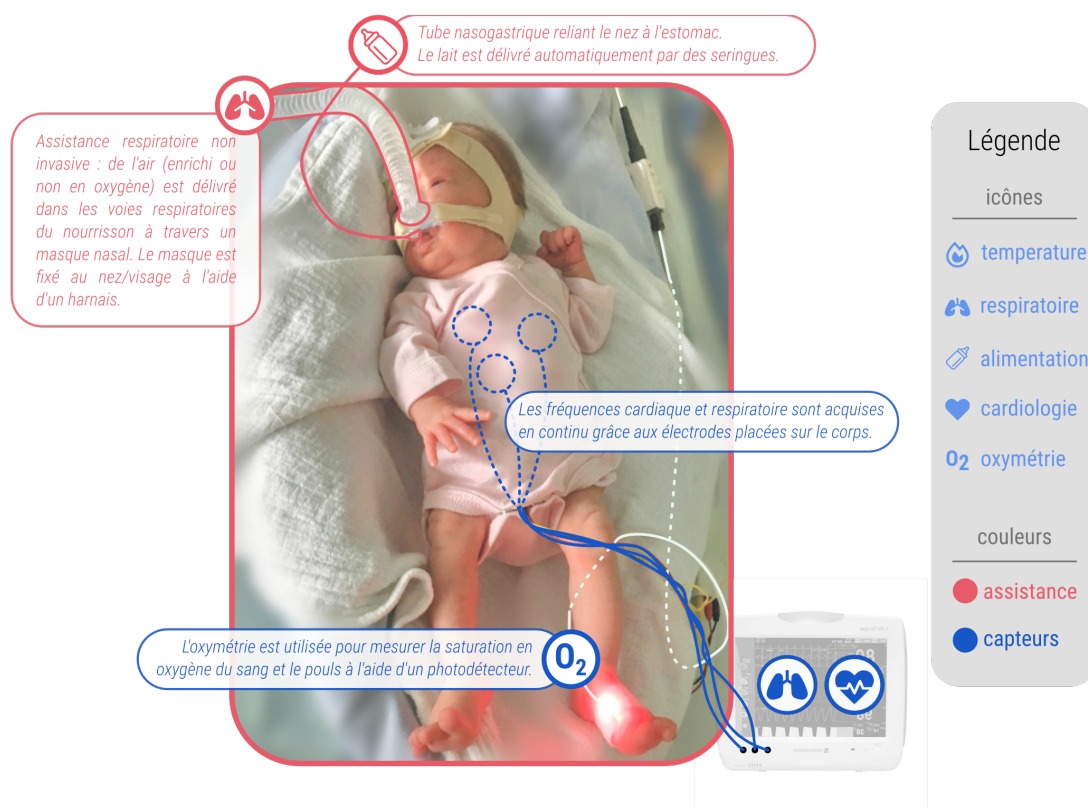 Tube nasogastrique reliant le nez à l'estomac.
Le lait est délivré automatiquement par des seringues.
Assistance respiratoire non
invasive : de l'air (enrichi ou
non en oxygène) est délivré
dans les voies respiratoires
du nourrisson à travers un
masque nasal. Le masque est
fixé au nez/visage à l'aide
d'un harnais.
Les fréquences cardiaque et respiratoire sont acquises
en continu grâce aux électrodes placées sur le corps.
L'oxymétrie est utilisée pour mesurer la saturation en
oxygène du sang et le pouls à l'aide d'un photodétecteur.
O2
Légende
icônes
temperature
respiratoire
alimentation
cardiologie
O2 oxymétrie
couleurs
assistance
capteurs